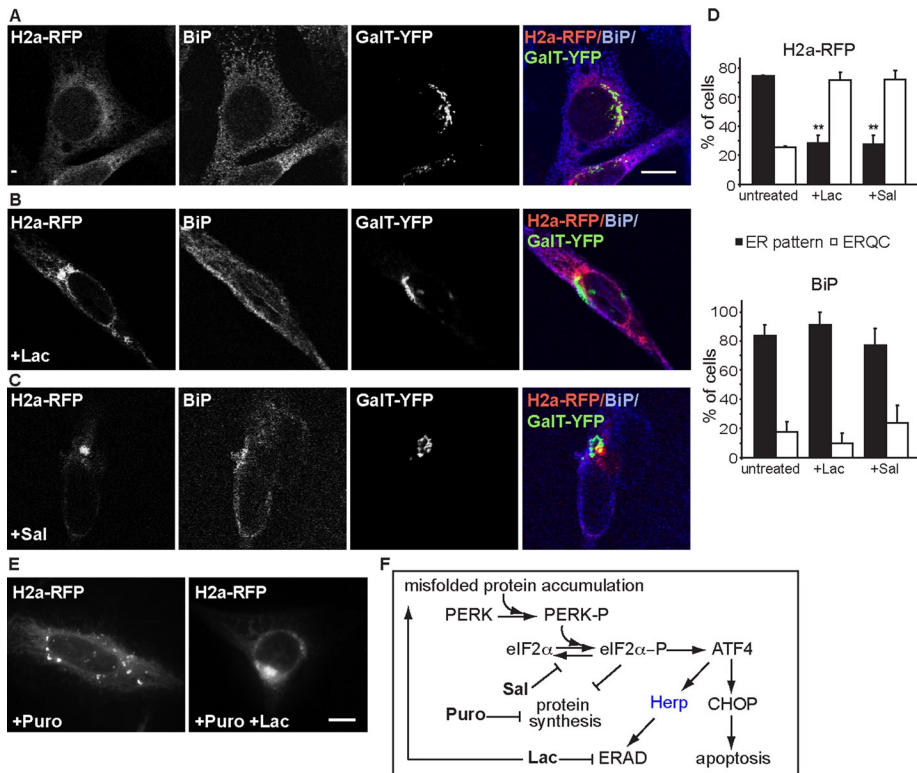 A
H2a-RFP
BiP
GalT-YFP
H2a-RFP/BiP/
GalT-YFP
B
H2a-RFP
BiP
GalT-YFP
H2a-RFP/BiP/
GalT-YFP
+Lac
C
H2a-RFP
BiP
GalT-YFP
H2a-RFP/BiP/
GalT-YFP
+Sal
D
H2a-RFP
% of cells
80
60
40
20
0
**
**
untreated
+Lac
+Sal
ER pattern
ERQC
BiP
% of cells
100
80
60
40
20
0
untreated
+Lac
+Sal
E
H2a-RFP
+Puro
H2a-RFP
+Puro +Lac
F
misfolded protein accumulation
PERK
PERK-P
eIF2α
eIF2α-P
ATF4
Sal
Puro
protein
synthesis
Herp
CHOP
Lac
ERAD
apoptosis